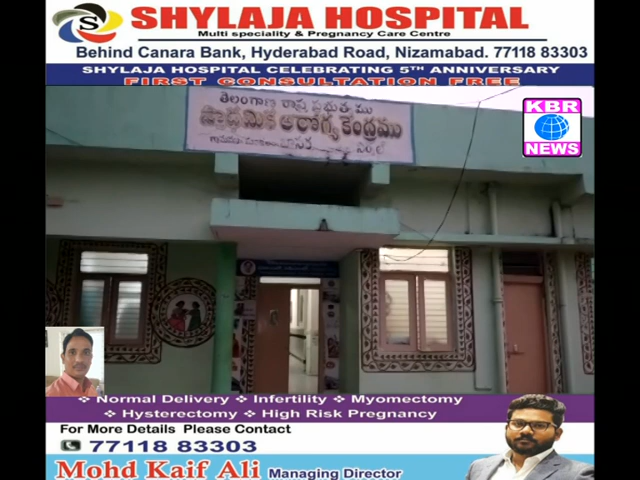 S
SHYLAJA HOSPITAL
Multi speciality & Pregnancy Care Centre
Behind Canara Bank, Hyderabad Road, Nizamabad. 77118 83303
SHYLAJA HOSPITAL CELEBRATING 5TH ANNIVERSARY
FIRST CONSULTATION FREE
తెలంగాణ రాష్ట్ర ప్రభుత్వము
ప్రాథమిక ఆరోగ్య కేంద్రము
KBR
NEWS
❖ Normal Delivery ❖ Infertility ❖ Myomectomy
❖ Hysterectomy ❖ High Risk Pregnancy
For More Details Please Contact
77118 83303
Mohd Kaif Ali Managing Director